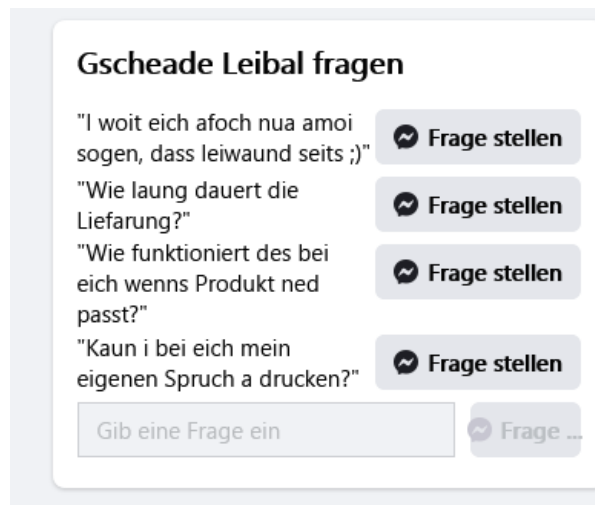 Gscheade Leibal fragen
"I woit eich afoch nua amoi
sogen, dass leiwaund seits ;)"
Frage stellen
"Wie laung dauert die
Liefarung?"
Frage stellen
"Wie funktioniert des bei
eich wenns Produkt ned
passt?"
Frage stellen
"Kaun i bei eich mein
eigenen Spruch a drucken?"
Frage stellen
Gib eine Frage ein
Frage ...